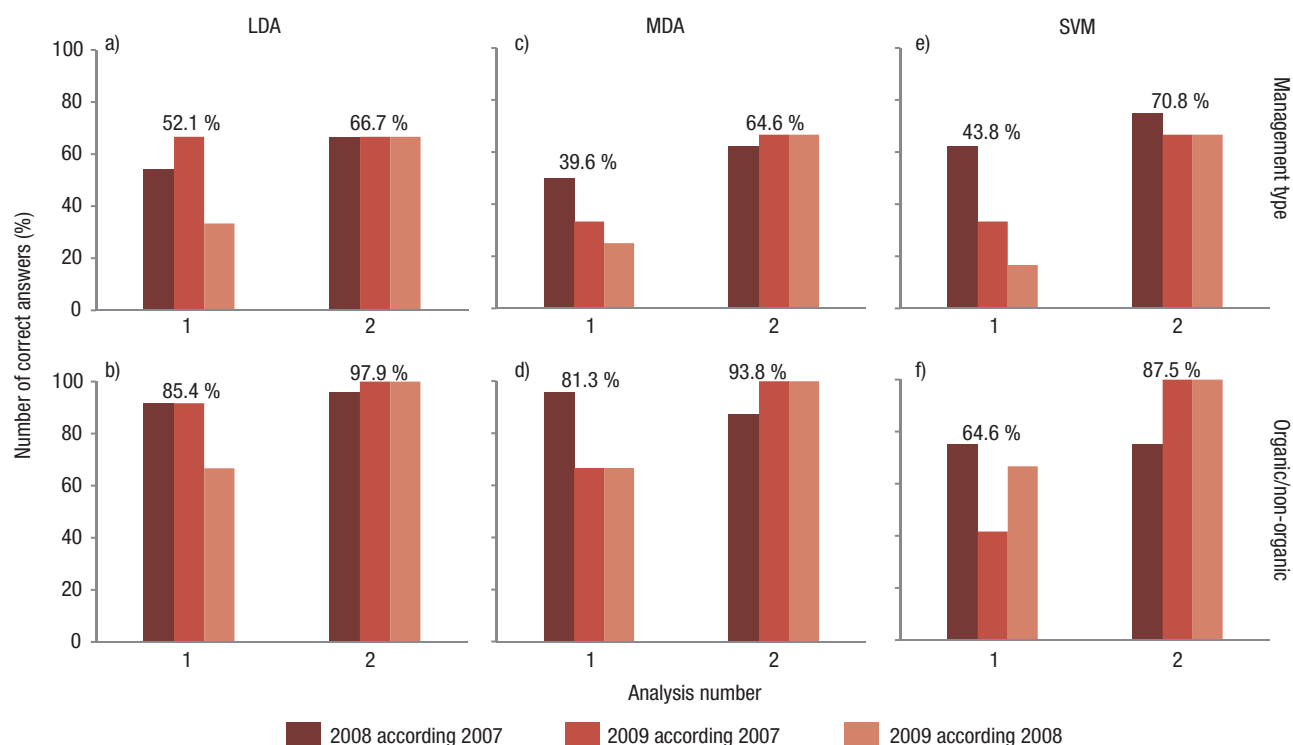 LDA
MDA
SVM
a)
c)
e)
100
80
60
40
20
0
52.1 %
66.7 %
39.6 %
64.6 %
43.8 %
70.8 %
1
2
1
2
1
2
Management type
Number of correct answers (%)
b)
d)
f)
100
80
60
40
20
0
85.4 %
97.9 %
81.3 %
93.8 %
64.6 %
87.5 %
1
2
1
2
1
2
Organic/non-organic
Analysis number
2008 according 2007
2009 according 2007
2009 according 2008